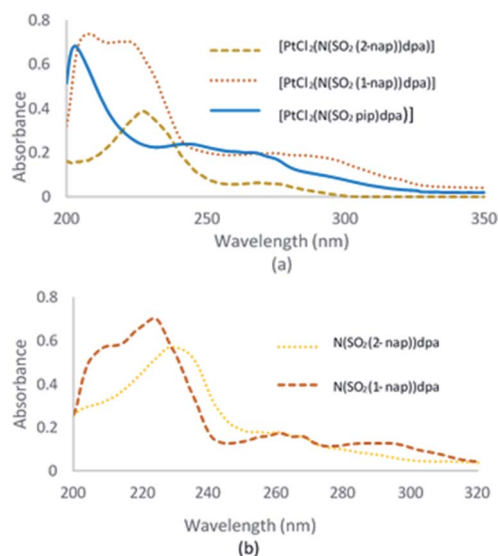 0.8
0.6
0.4
0.2
0
Absorbance
[PtCl2(N(SO2 (2-nap))dpa)]
[PtCl2(N(SO2 (1-nap))dpa)]
[PtCl2(N(SO2 pip)dpa)]
200 250 300 350
Wavelength (nm)
(a)
0.8
0.6
0.4
0.2
0
Absorbance
N(SO2(2- nap))dpa
N(SO2(1- nap))dpa
200 220 240 260 280 300 320
Wavelength (nm)
(b)